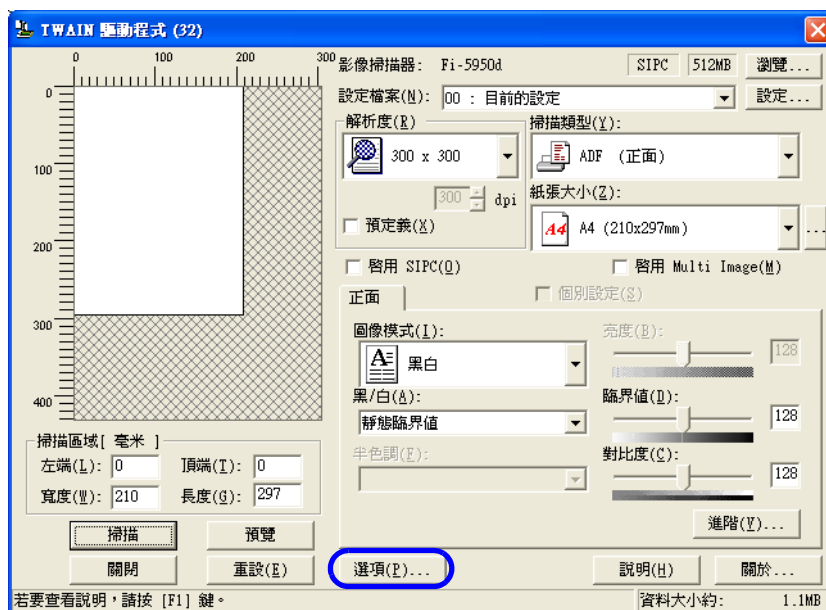 TWAIN 驅動程式 (32)
0 100 200 300
0
100
200
300
400
影像掃描器: Fi-5950d SIPC 512MB 瀏覽...
設定檔案(N): 00 : 目前的設定 設定...
解析度(R)
300 x 300
300 dpi
預定義(X)
掃描類型(Y):
ADF (正面)
紙張大小(Z):
A4 A4 (210x297mm) ...
啓用 SIPC(Q) 啓用 Multi Image(M)
正面 個別設定(S)
圖像模式(I):
黑白
黑/白(A):
靜態臨界值
半色調(F):
亮度(B):
128
臨界值(D):
128
對比度(C):
128
進階(V)...
掃描區域[ 毫米 ]
左端(L): 0 頂端(T): 0
寬度(W): 210 長度(g): 297
掃描 預覽
關閉 重設(E) 選項(P)... 説明(H) 關於...
若要查看説明，請按 [F1] 鍵。 資料大小約: 1.1MB